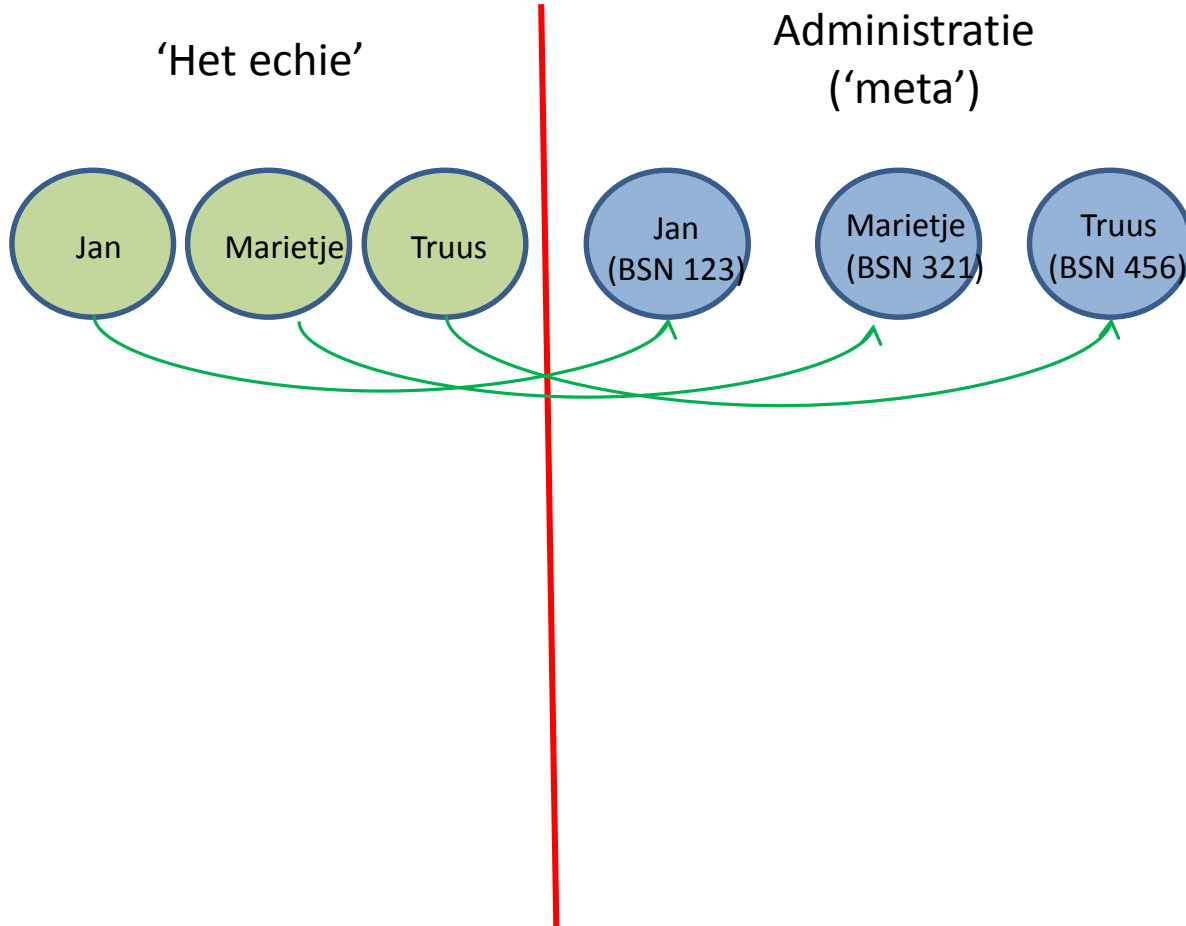 ‘Het echie’
Administratie
(‘meta’)
Jan
Marietje
Truus
Jan
(BSN 123)
Marietje
(BSN 321)
Truus
(BSN 456)